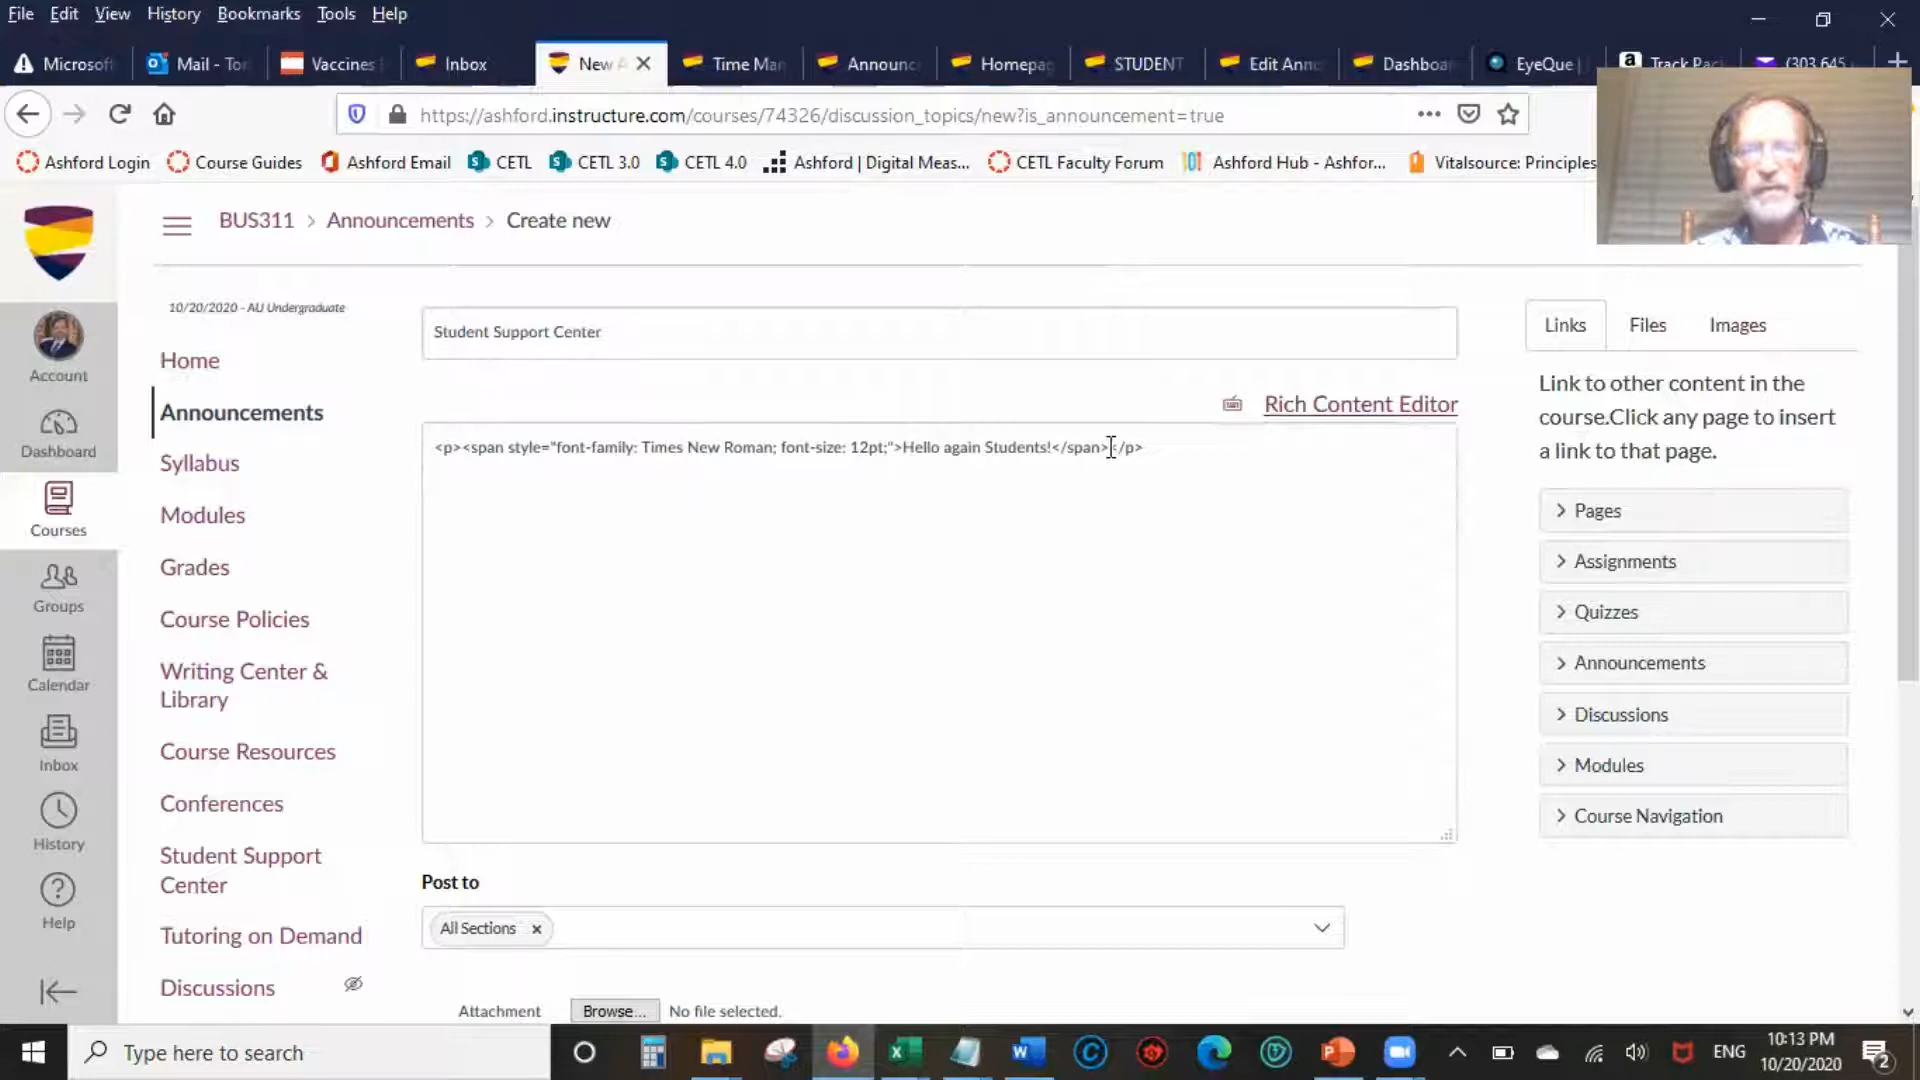 File Edit View History Bookmarks Tools Help
Microsoft Mail - Tor Vaccines Inbox New A Time Mar Announc Homepag STUDENT Edit Anno Dashboa EyeQue | Track Pac (303 645
https://ashford.instructure.com/courses/74326/discussion_topics/new?is_announcement=true
Ashford Login Course Guides Ashford Email CETL CETL 3.0 CETL 4.0 Ashford | Digital Meas... CETL Faculty Forum Ashford Hub - Ashfor... Vitalsource: Principles
BUS311 > Announcements > Create new
10/20/2020 - AU Undergraduate
Account
Dashboard
Courses
Groups
Calendar
Inbox
History
Help
Home
Announcements
Syllabus
Modules
Grades
Course Policies
Writing Center &
Library
Course Resources
Conferences
Student Support
Center
Tutoring on Demand
Discussions
Student Support Center
Rich Content Editor
<p><span style="font-family: Times New Roman; font-size: 12pt;">Hello again Students!</span></p>
Post to
All Sections ×
Attachment Browse... No file selected.
Links Files Images
Link to other content in the
course.Click any page to insert
a link to that page.
Pages
Assignments
Quizzes
Announcements
Discussions
Modules
Course Navigation
Type here to search
ENG
10:13 PM
10/20/2020
2